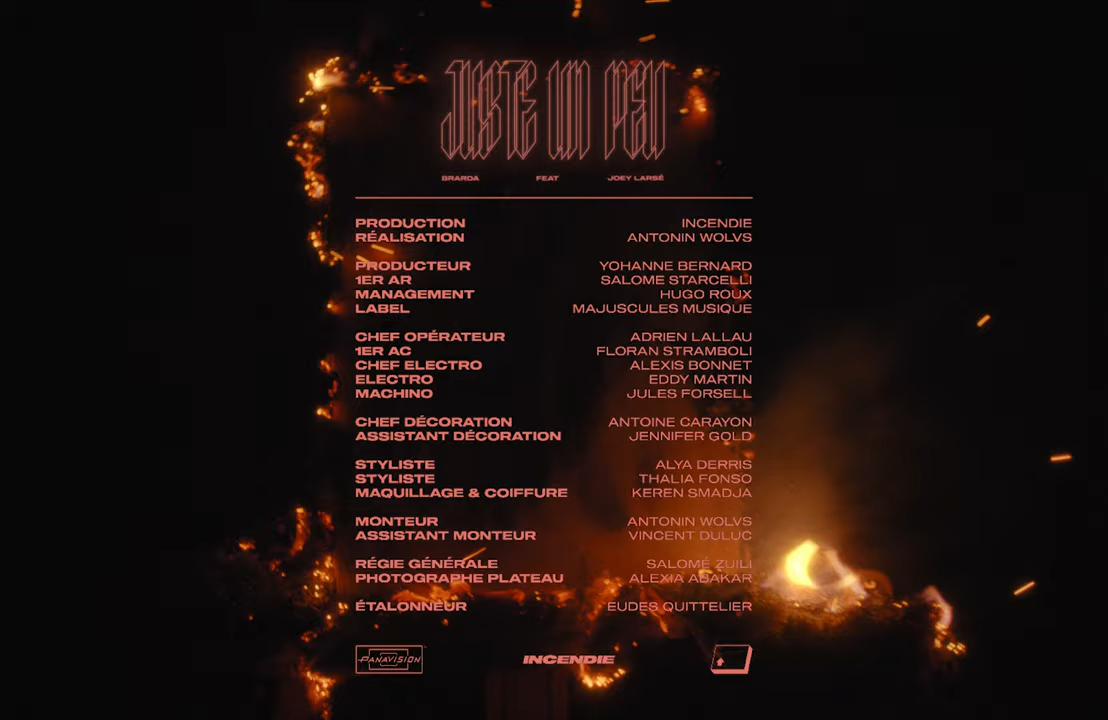 JUSTE UN PEU
BRARDA FEAT JOEY LARSÉ
PRODUCTION INCENDIE
RÉALISATION ANTONIN WOLVS
PRODUCTEUR YOHANNE BERNARD
1ER AR SALOME STARCELLI
MANAGEMENT HUGO ROUX
LABEL MAJUSCULES MUSIQUE
CHEF OPÉRATEUR ADRIEN LALLAU
1ER AC FLORAN STRAMBOLI
CHEF ELECTRO ALEXIS BONNET
ELECTRO EDDY MARTIN
MACHINO JULES FORSELL
CHEF DÉCORATION ANTOINE CARAYON
ASSISTANT DÉCORATION JENNIFER GOLD
STYLISTE ALYA DERRIS
STYLISTE THALIA FONSO
MAQUILLAGE & COIFFURE KEREN SMADJA
MONTEUR ANTONIN WOLVS
ASSISTANT MONTEUR VINCENT DULUC
RÉGIE GÉNÉRALE SALOMÉ ZUILI
PHOTOGRAPHE PLATEAU ALEXIA ABAKAR
ÉTALONNEUR EUDES QUITTELIER
PANAVISION INCENDIE